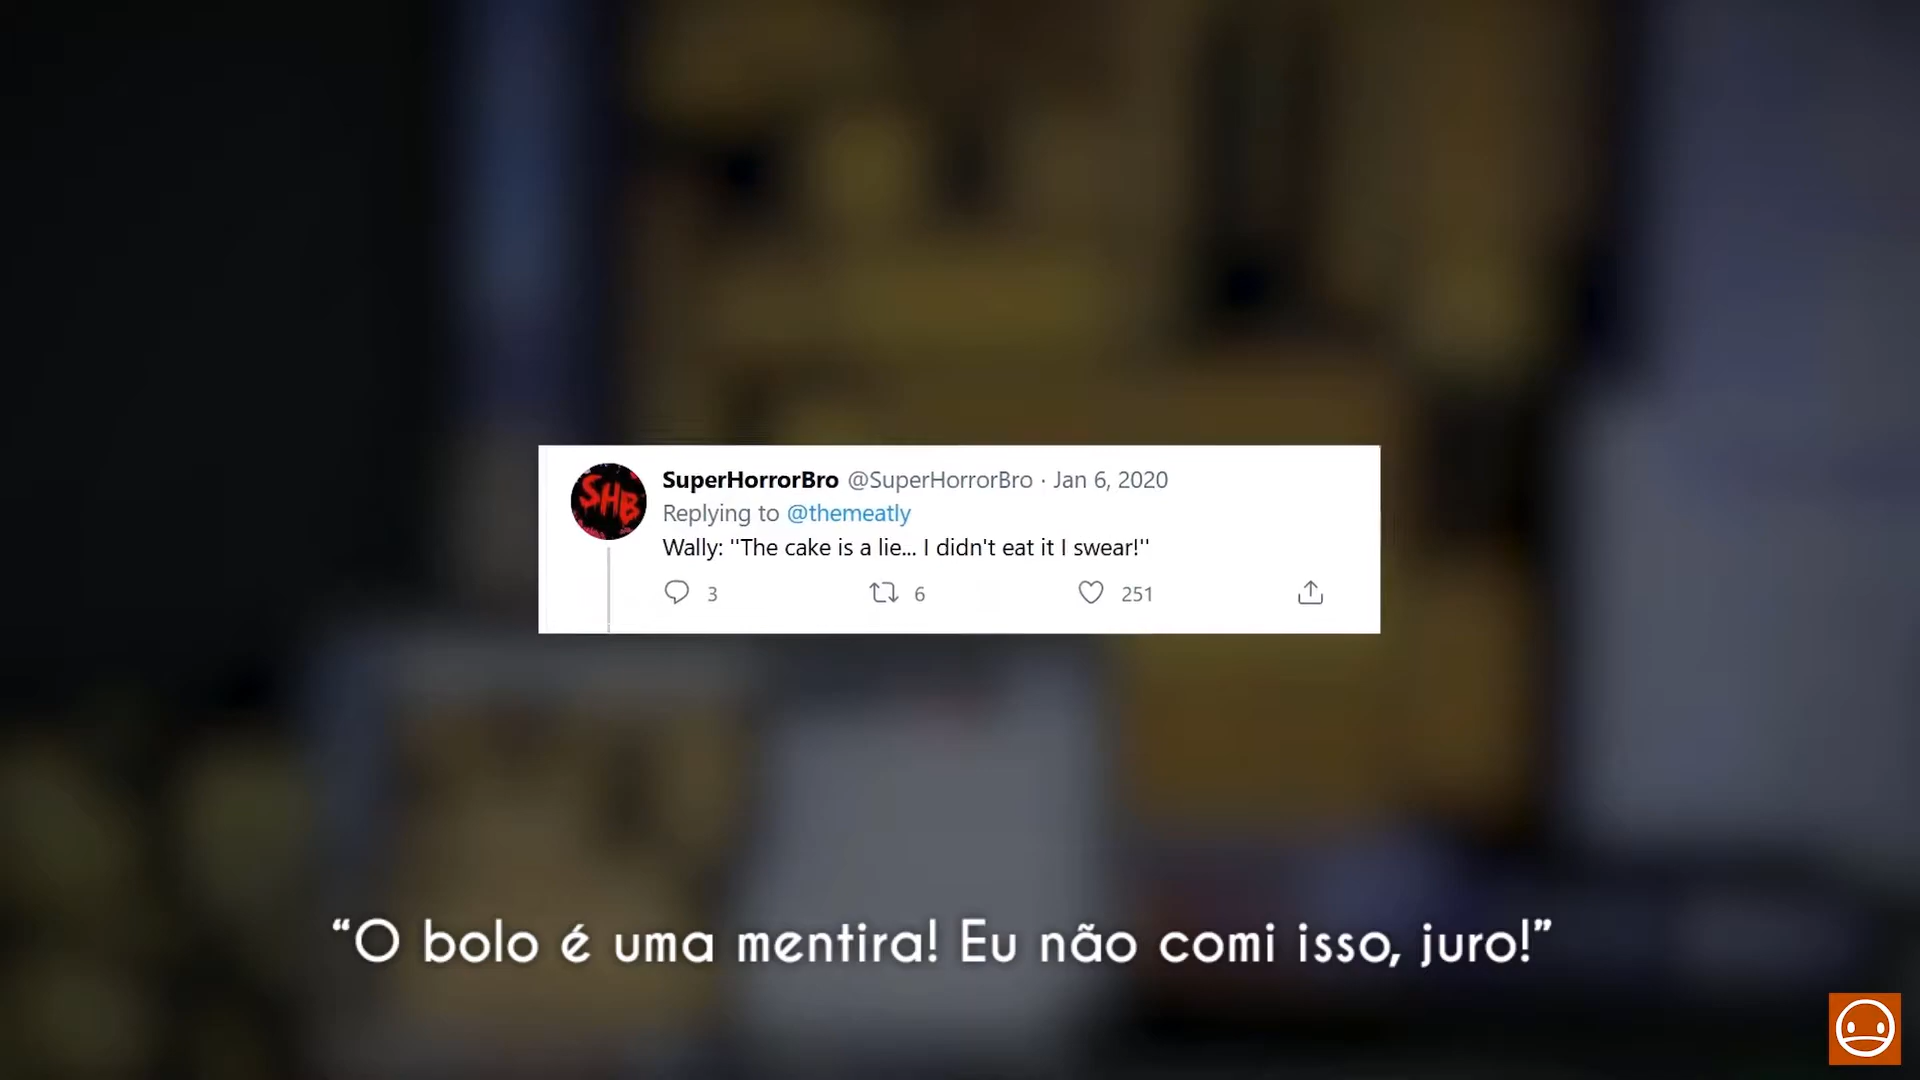 SHB
SuperHorrorBro @SuperHorrorBro · Jan 6, 2020
Replying to @themeatly
Wally: "The cake is a lie... I didn't eat it I swear!"
3 6 251
“O bolo é uma mentira! Eu não comi isso, juro!”